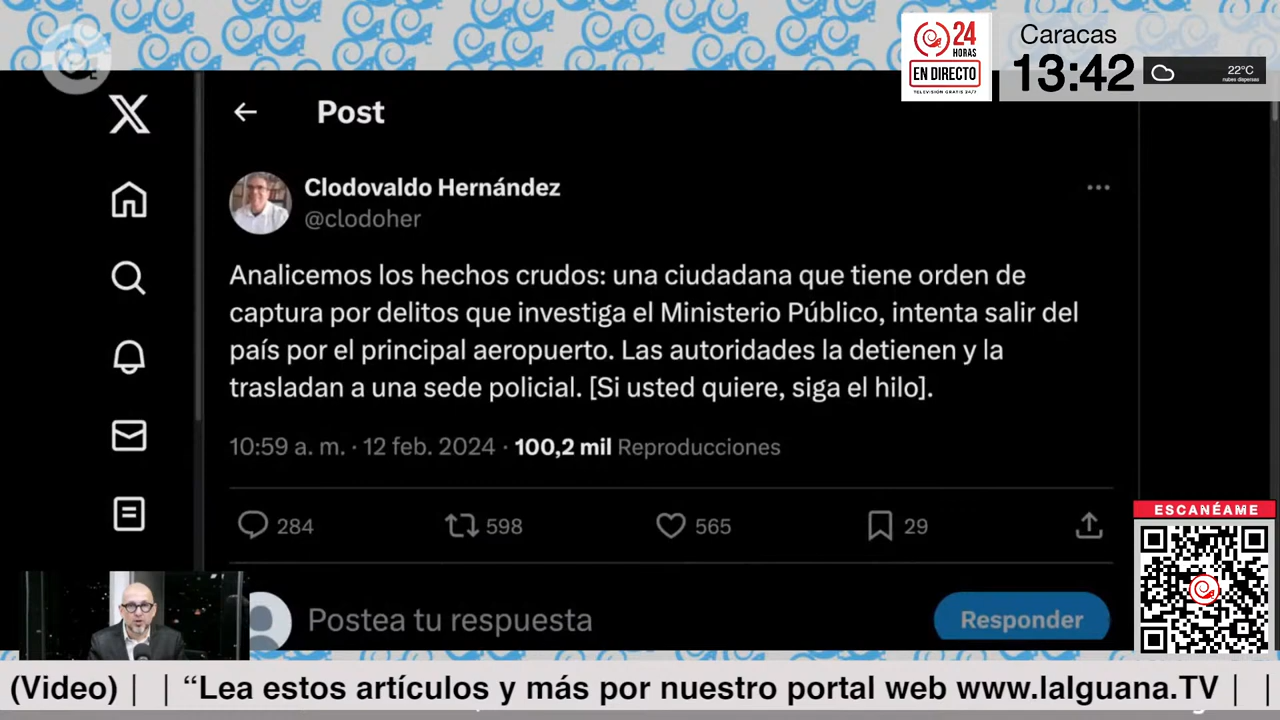 24
HORAS
EN DIRECTO
TELEVISIÓN GRATIS 24/7
Caracas
13:42
22°C
nubes dispersas
Post
Clodovaldo Hernández
@clodoher
Analicemos los hechos crudos: una ciudadana que tiene orden de
captura por delitos que investiga el Ministerio Público, intenta salir del
país por el principal aeropuerto. Las autoridades la detienen y la
trasladan a una sede policial. [Si usted quiere, siga el hilo].
10:59 a. m. · 12 feb. 2024 · 100,2 mil Reproducciones
284 598 565 29
Postea tu respuesta
Responder
ESCANÉAME
(Video) | | “Lea estos artículos y más por nuestro portal web www.laIguana.TV | |